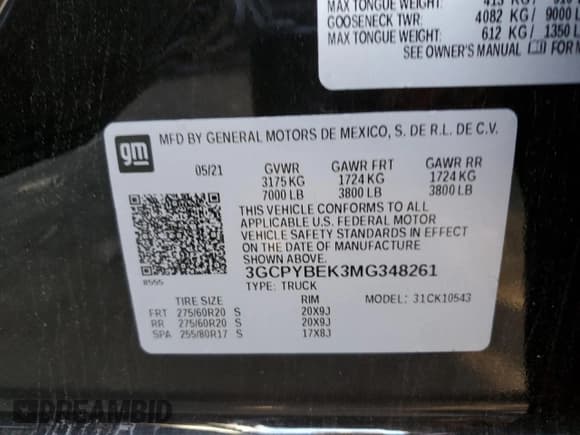 MAX TONGUE WEIGHT: 413 KG /
GOOSENECK TWR: 4082 KG / 9000 L
MAX TONGUE WEIGHT: 612 KG / 1350 L
SEE OWNER'S MANUAL FOR M
gm
MFD BY GENERAL MOTORS DE MEXICO, S. DE R.L. DE C.V.
05/21 GVWR GAWR FRT GAWR RR
3175 KG 1724 KG 1724 KG
7000 LB 3800 LB 3800 LB
THIS VEHICLE CONFORMS TO ALL
APPLICABLE U.S. FEDERAL MOTOR
VEHICLE SAFETY STANDARDS IN EFFECT
ON THE DATE OF MANUFACTURE
SHOWN ABOVE.
8555 3GCPYBEK3MG348261
TYPE: TRUCK
TIRE SIZE RIM MODEL: 31CK10543
FRT 275/60R20 S 20X9J
RR 275/60R20 S 20X9J
SPA 255/80R17 S 17X8J
DREAMBID